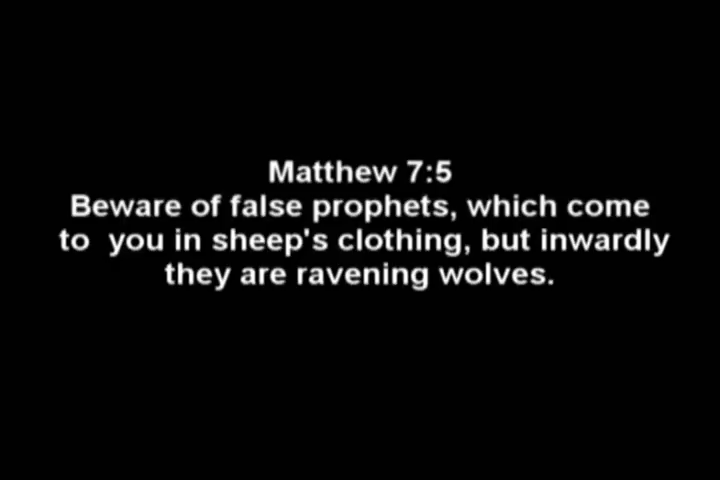 Matthew 7:5
Beware of false prophets, which come
to  you in sheep's clothing, but inwardly
they are ravening wolves.